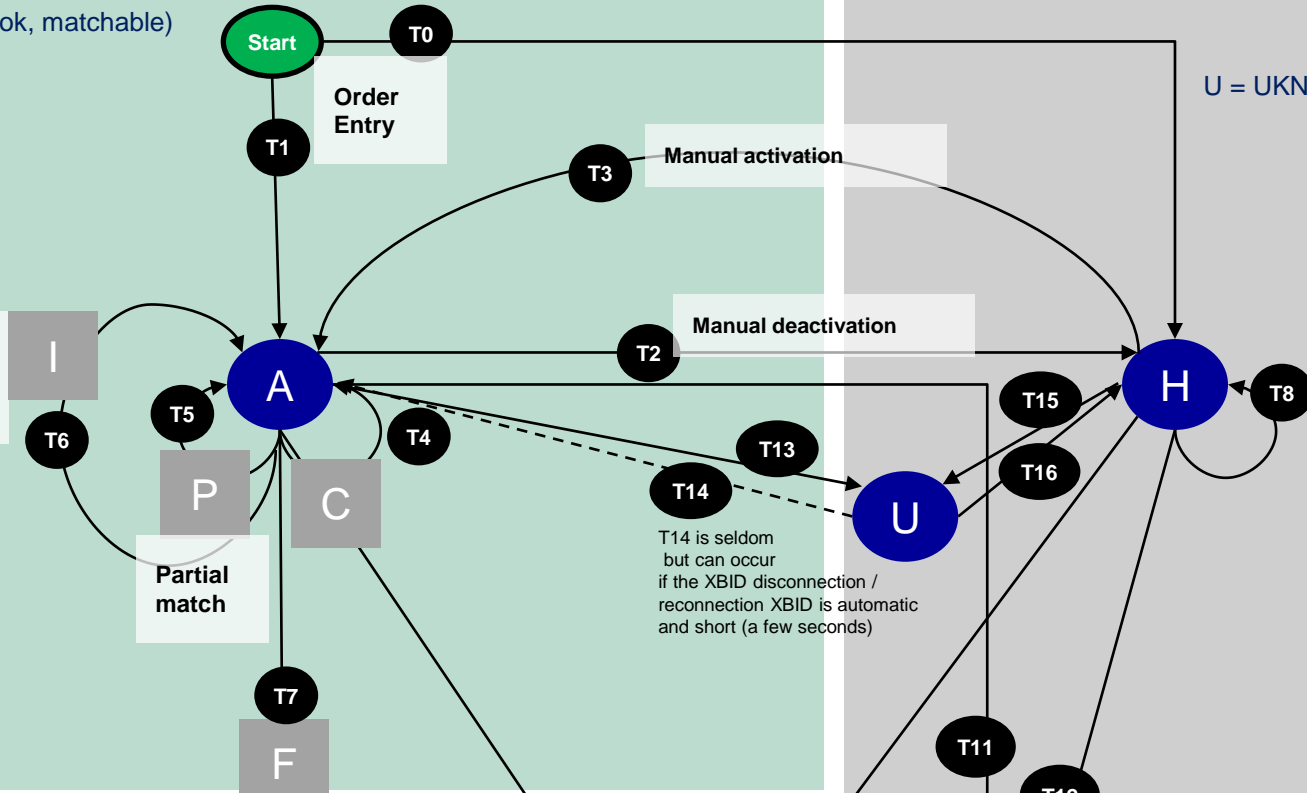 ok, matchable)
Start
T0
U = UKN
Order
Entry
T1
Manual activation
T3
Manual deactivation
T2
I
A
H
T5
T6
T4
T15
T8
T13
P
C
T14
T16
U
T14 is seldom
but can occur
if the XBID disconnection /
reconnection XBID is automatic
and short (a few seconds)
Partial
match
T7
F
T11